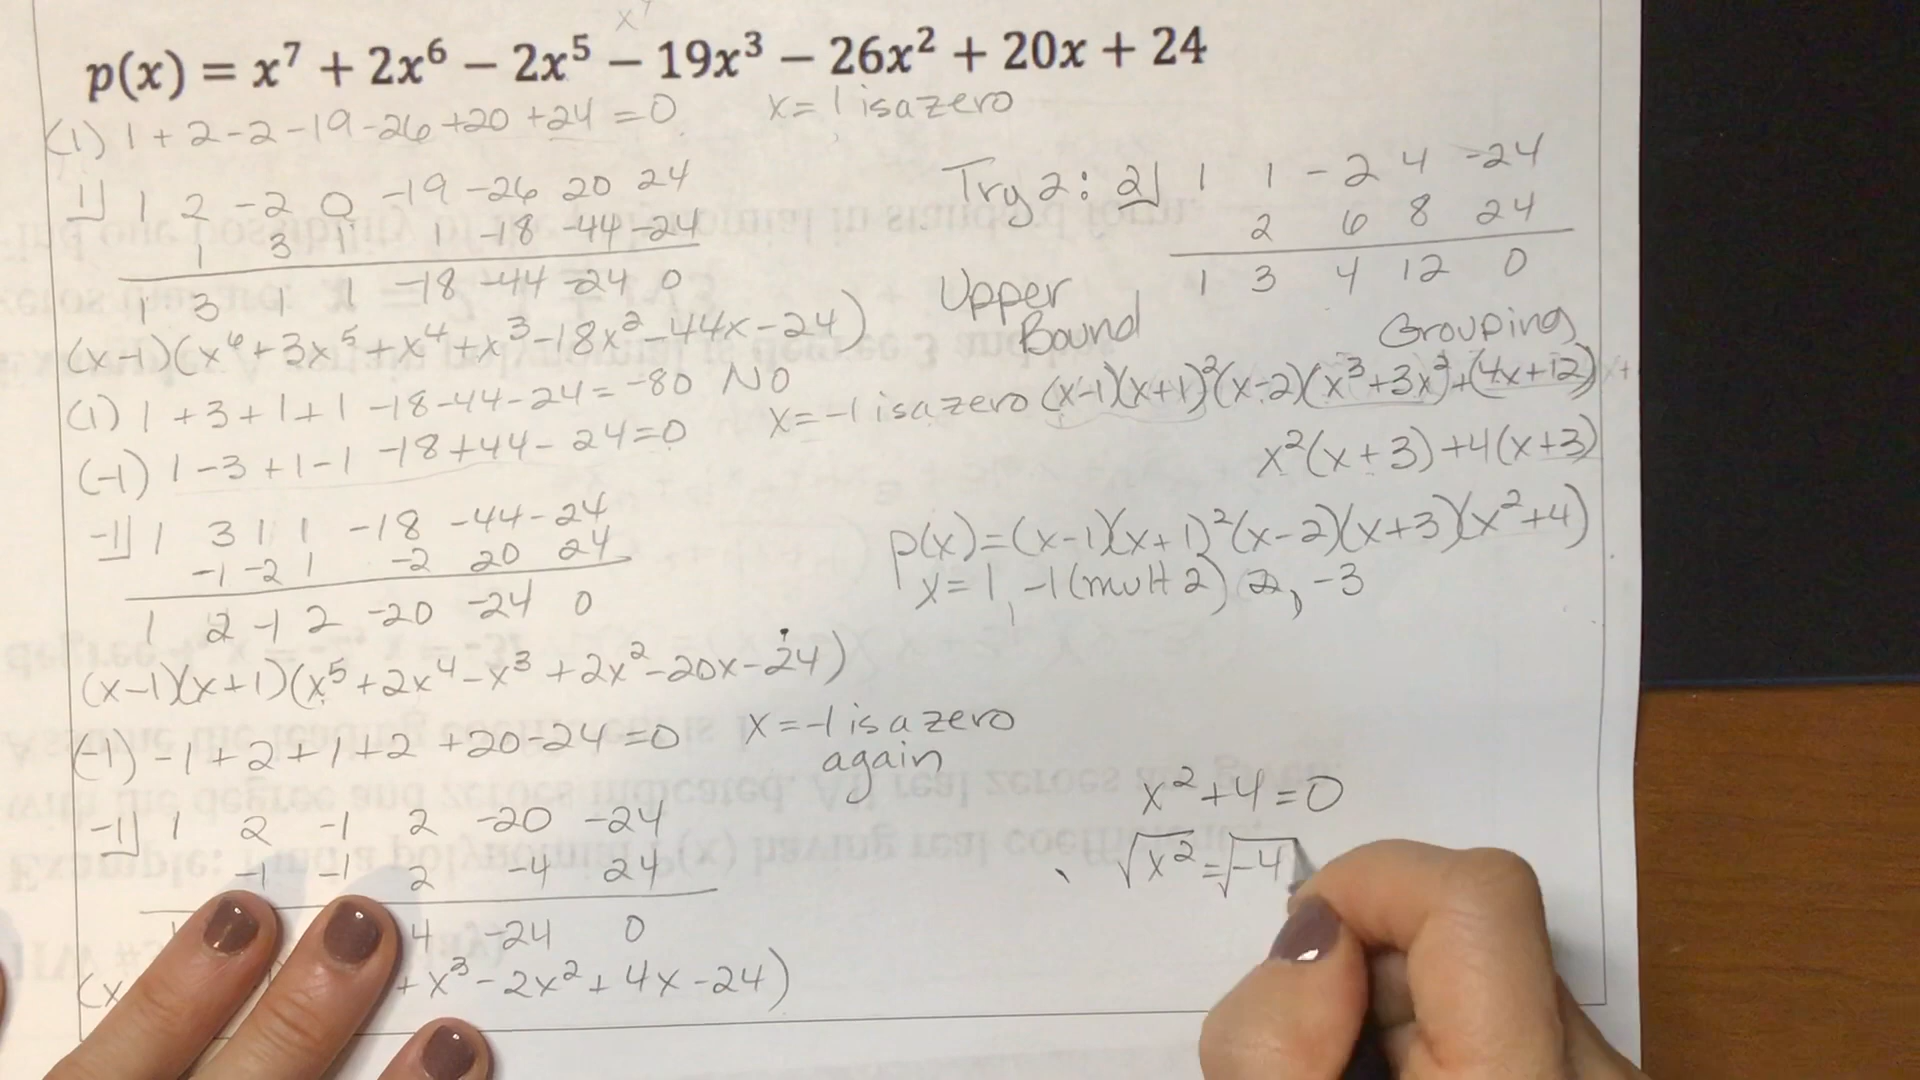 x⁷
p(x) = x⁷ + 2x⁶ − 2x⁵ − 19x³ − 26x² + 20x + 24
(1) 1 + 2 - 2 - 19 - 26 + 20 + 24 = 0 x = 1 is a zero
1⌋ 1 2 -2 0 -19 -26 20 24
1 3 1 1 -18 -44 -24
1 3 1 1 -18 -44 -24 0
(x-1)(x⁶+3x⁵+x⁴+x³-18x²-44x-24)
(1) 1 + 3 + 1 + 1 - 18 - 44 - 24 = -80 NO
(-1) 1 - 3 + 1 - 1 - 18 + 44 - 24 = 0 x = -1 is a zero
-1⌋ 1 3 1 1 -18 -44 -24
-1 -2 1 -2 20 24
1 2 -1 2 -20 -24 0
(x-1)(x+1)(x⁵+2x⁴-x³+2x²-20x-24)
(-1) -1 + 2 + 1 + 2 + 20 - 24 = 0 x = -1 is a zero
again
-1⌋ 1 2 -1 2 -20 -24
-1 -1 2 -4 24
4 -24 0
(x + x³ - 2x² + 4x - 24)
Try 2: 2⌋ 1 1 -2 4 -24
2 6 8 24
1 3 4 12 0
Upper
Bound
Grouping
(x-1)(x+1)²(x-2)(x³+3x²+(4x+12)
x²(x+3)+4(x+3)
p(x)=(x-1)(x+1)²(x-2)(x+3)(x²+4)
x = 1, -1 (mult 2) 2, -3
x² + 4 = 0
√x² = √-4